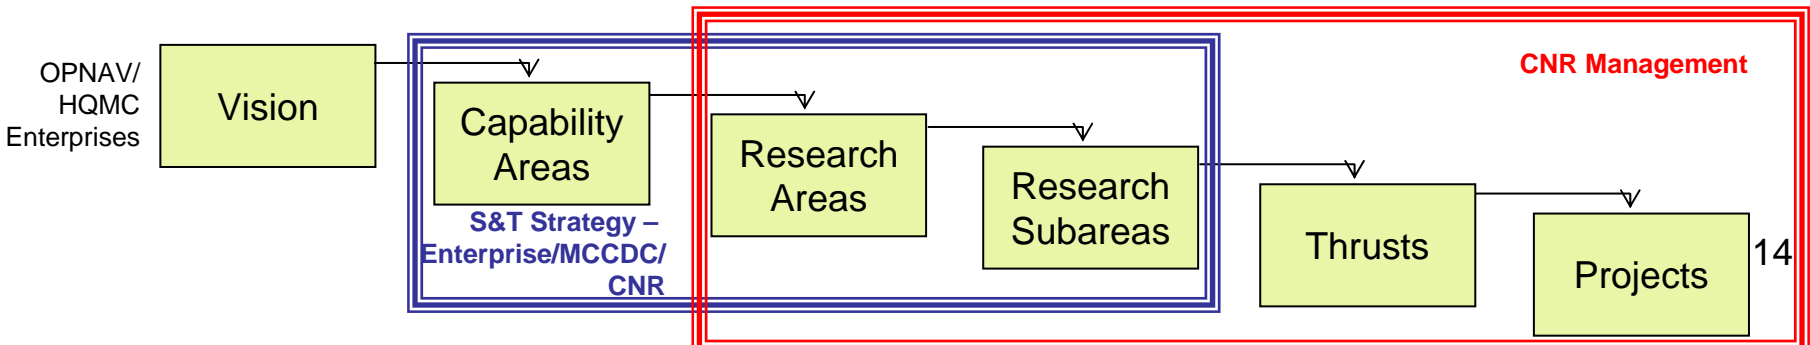 OPNAV/
HQMC
Enterprises
Vision
Capability
Areas
S&T Strategy –
Enterprise/MCCDC/
CNR
Research
Areas
Research
Subareas
CNR Management
Thrusts
Projects
14